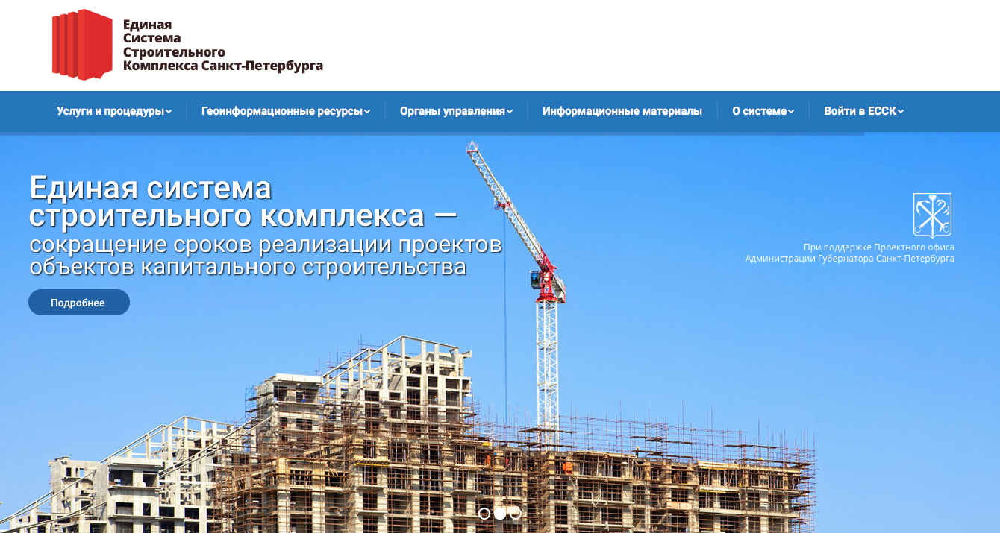 Единая
Система
Строительного
Комплекса Санкт-Петербурга
Услуги и процедуры
Геоинформационные ресурсы
Органы управления
Информационные материалы
О системе
Войти в ЕССК
Единая система
строительного комплекса —
сокращение сроков реализации проектов
объектов капитального строительства
Подробнее
При поддержке Проектного офиса
Администрации Губернатора Санкт-Петербурга